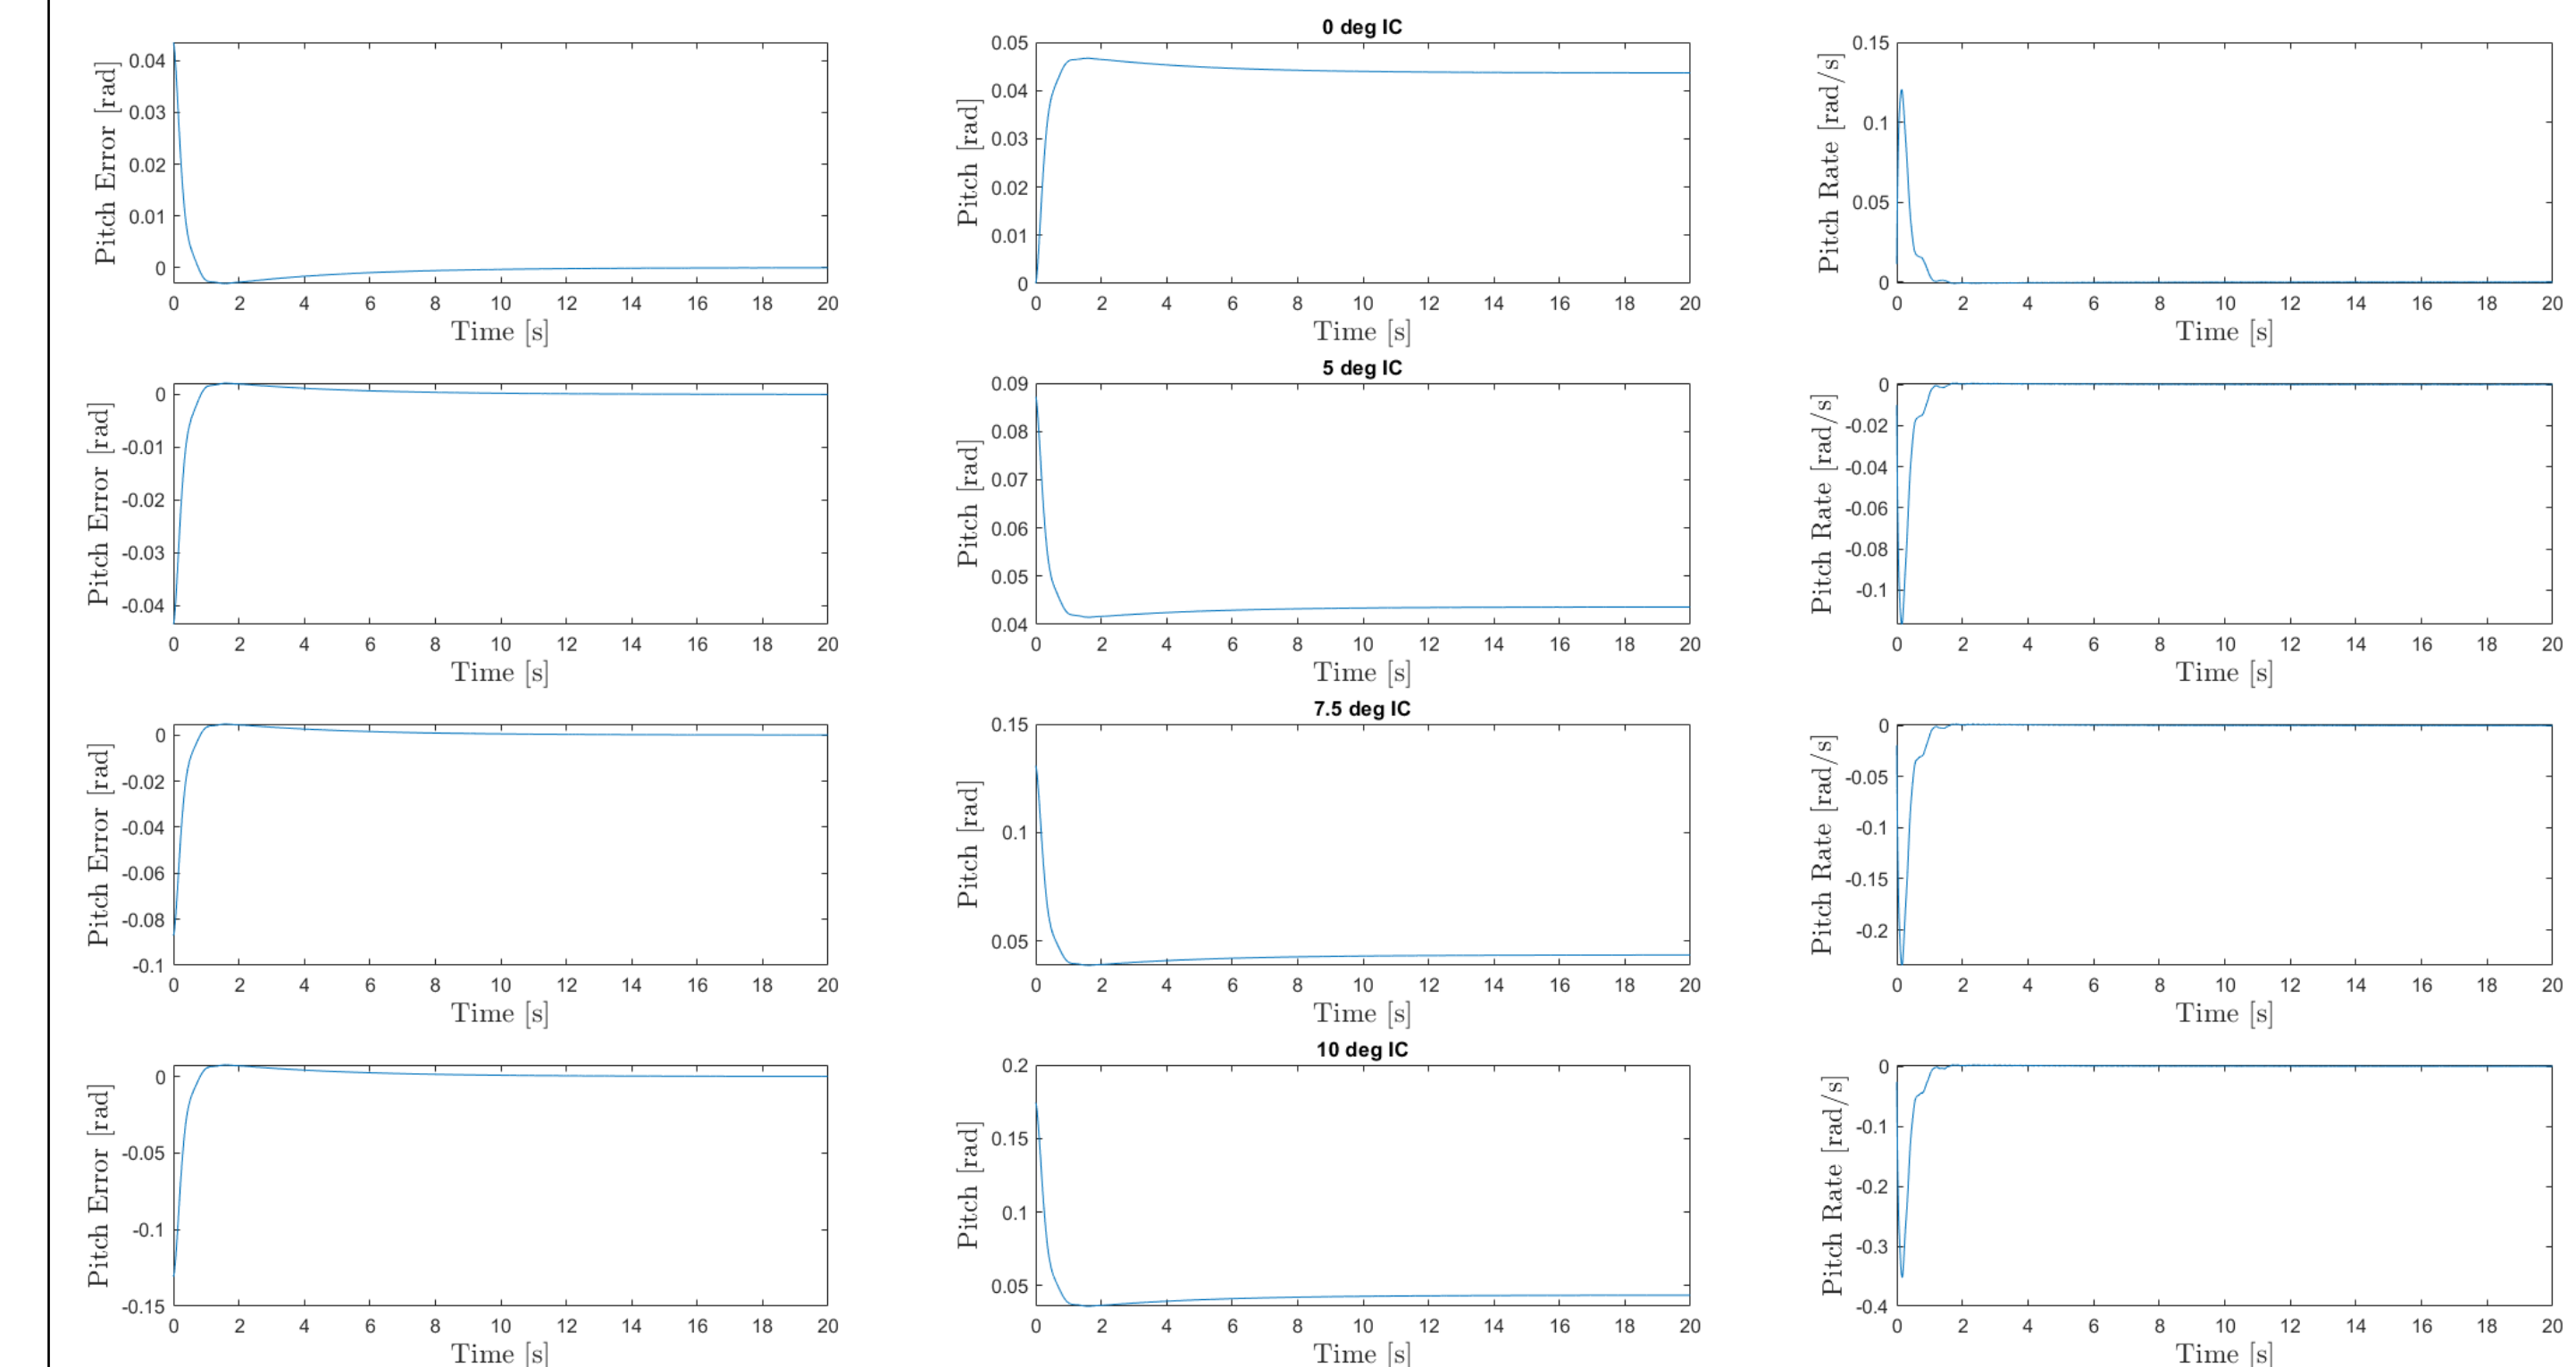 0 deg IC
Pitch Error [rad]
0.04
0.03
0.02
0.01
0
0 2 4 6 8 10 12 14 16 18 20
Time [s]
Pitch [rad]
0.05
0.04
0.03
0.02
0.01
0
0 2 4 6 8 10 12 14 16 18 20
Time [s]
Pitch Rate [rad/s]
0.15
0.1
0.05
0
0 2 4 6 8 10 12 14 16 18 20
Time [s]
5 deg IC
Pitch Error [rad]
0
-0.01
-0.02
-0.03
-0.04
0 2 4 6 8 10 12 14 16 18 20
Time [s]
Pitch [rad]
0.09
0.08
0.07
0.06
0.05
0.04
0 2 4 6 8 10 12 14 16 18 20
Time [s]
Pitch Rate [rad/s]
0
-0.02
-0.04
-0.06
-0.08
-0.1
0 2 4 6 8 10 12 14 16 18 20
Time [s]
7.5 deg IC
Pitch Error [rad]
0
-0.02
-0.04
-0.06
-0.08
-0.1
0 2 4 6 8 10 12 14 16 18 20
Time [s]
Pitch [rad]
0.15
0.1
0.05
0 2 4 6 8 10 12 14 16 18 20
Time [s]
Pitch Rate [rad/s]
0
-0.05
-0.1
-0.15
-0.2
0 2 4 6 8 10 12 14 16 18 20
Time [s]
10 deg IC
Pitch Error [rad]
0
-0.05
-0.1
-0.15
0 2 4 6 8 10 12 14 16 18 20
Time [s]
Pitch [rad]
0.2
0.15
0.1
0.05
0 2 4 6 8 10 12 14 16 18 20
Time [s]
Pitch Rate [rad/s]
0
-0.1
-0.2
-0.3
-0.4
0 2 4 6 8 10 12 14 16 18 20
Time [s]